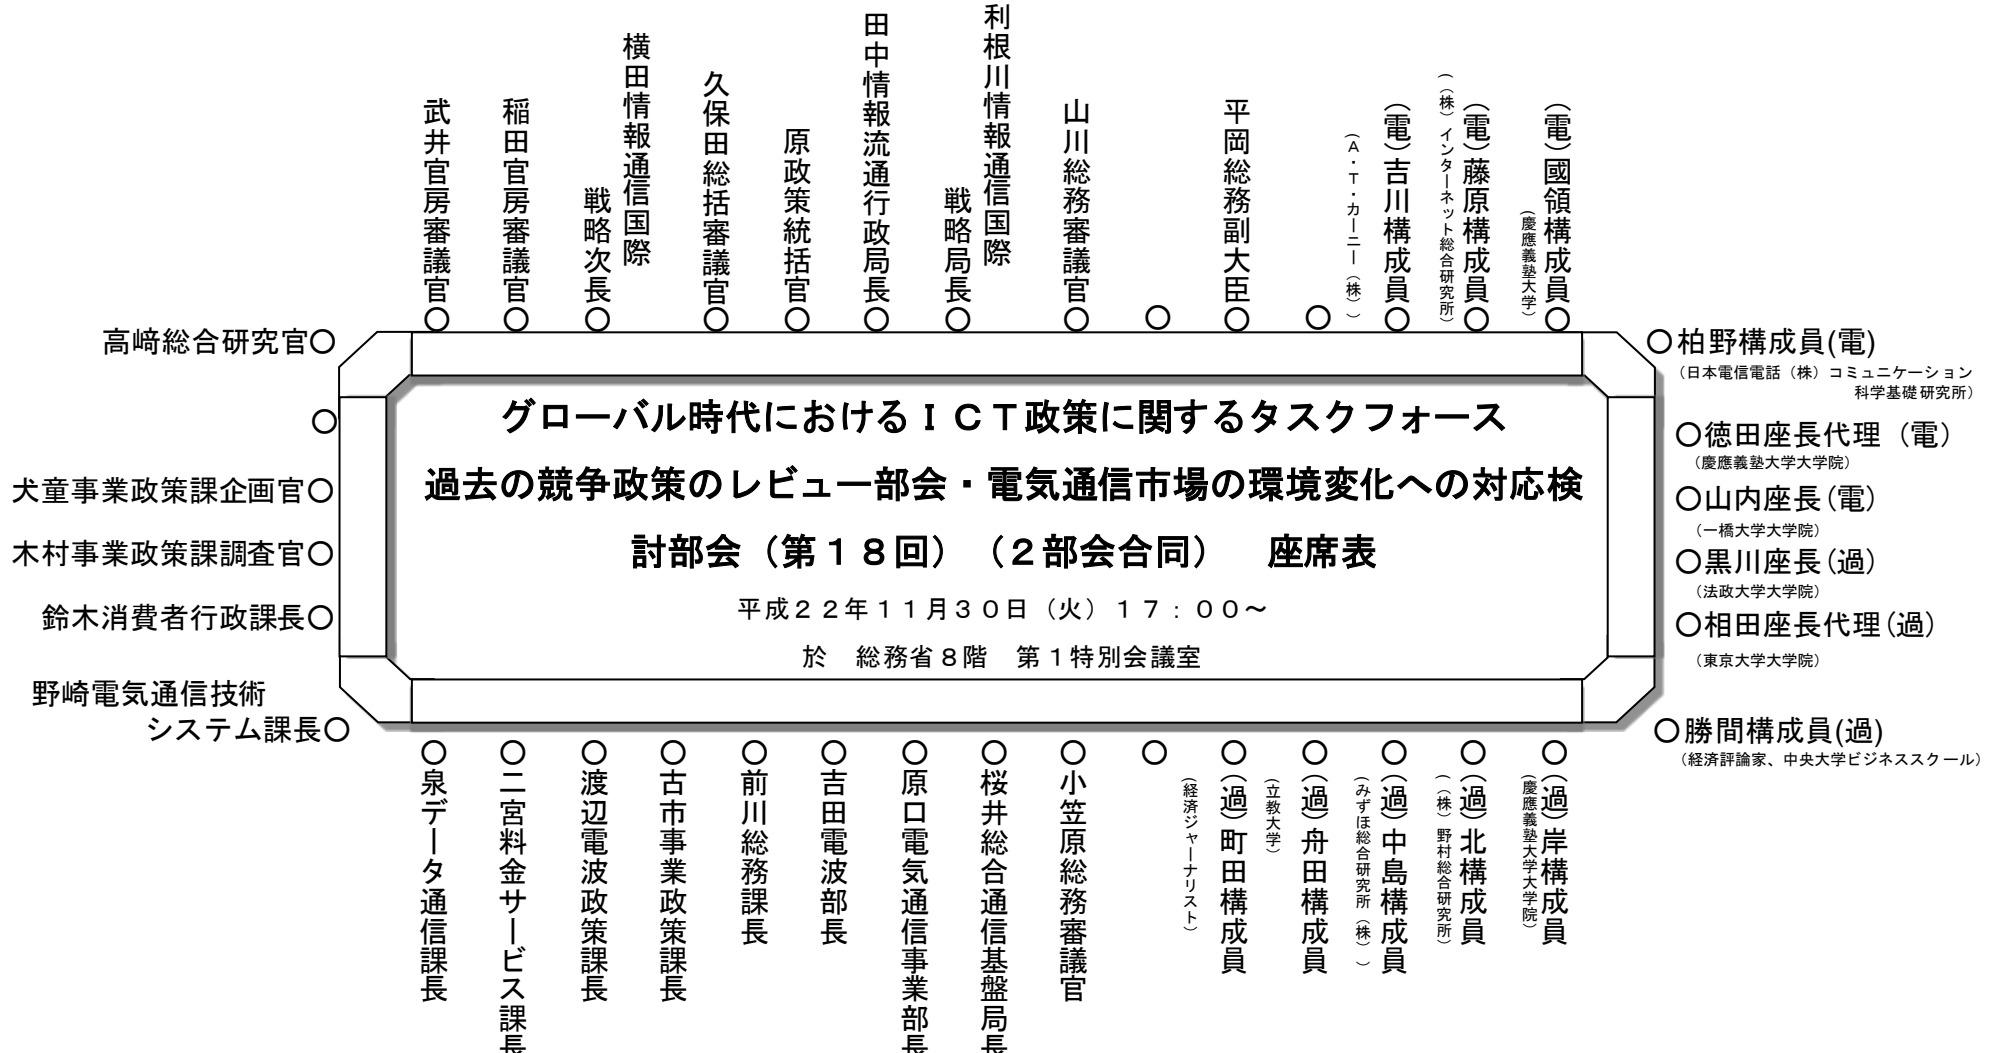 利根川情報通信国際
戦略局長○
田中情報流通行政局長○
横田情報通信国際
戦略次長○
武井官房審議官○
稲田官房審議官○
久保田総括審議官○
原政策統括官○
山川総務審議官○
○
平岡総務副大臣○
○
(電)吉川構成員○
(A・T・カーニー(株))
(電)藤原構成員○
((株)インターネット総合研究所)
(電)國領構成員○
(慶應義塾大学)
高﨑総合研究官○
○
犬童事業政策課企画官○
木村事業政策課調査官○
鈴木消費者行政課長○
野崎電気通信技術
システム課長○
グローバル時代におけるICT政策に関するタスクフォース
過去の競争政策のレビュー部会・電気通信市場の環境変化への対応検
討部会(第18回)(2部会合同) 座席表
平成22年11月30日(火)17:00~
於 総務省8階 第1特別会議室
○柏野構成員(電)
(日本電信電話(株)コミュニケーション
科学基礎研究所)
○徳田座長代理(電)
(慶應義塾大学大学院)
○山内座長(電)
(一橋大学大学院)
○黒川座長(過)
(法政大学大学院)
○相田座長代理(過)
(東京大学大学院)
○勝間構成員(過)
(経済評論家、中央大学ビジネススクール)
○泉データ通信課長
○二宮料金サービス課長
○渡辺電波政策課長
○古市事業政策課長
○前川総務課長
○吉田電波部長
○原口電気通信事業部長
○桜井総合通信基盤局長
○小笠原総務審議官
○
○(過)町田構成員
(経済ジャーナリスト)
○(過)舟田構成員
(立教大学)
○(過)中島構成員
(みずほ総合研究所(株))
○(過)北構成員
((株)野村総合研究所)
○(過)岸構成員
(慶應義塾大学大学院)